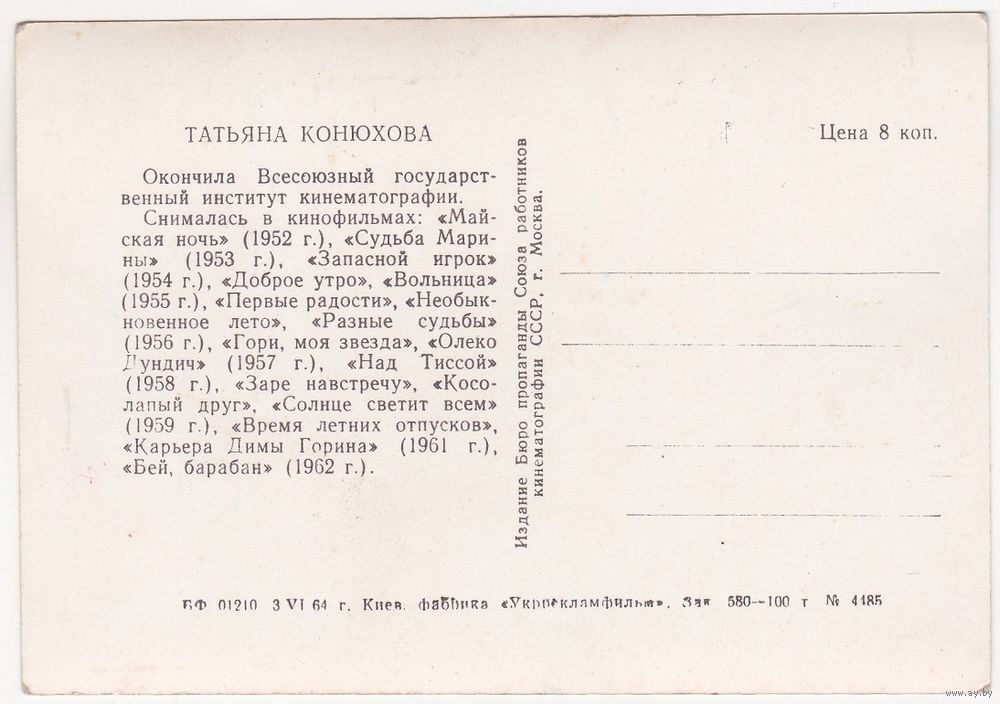 ТАТЬЯНА КОНЮХОВА
Окончила Всесоюзный государст-
венный институт кинематографии.
Снималась в кинофильмах: «Май-
ская ночь» (1952 г.), «Судьба Мари-
ны» (1953 г.), «Запасной игрок»
(1954 г.), «Доброе утро», «Вольница»
(1955 г.), «Первые радости», «Необык-
новенное лето», «Разные судьбы»
(1956 г.), «Гори, моя звезда», «Олеко
Дундич» (1957 г.), «Над Тиссой»
(1958 г.), «Заре навстречу», «Косо-
лапый друг», «Солнце светит всем»
(1959 г.), «Время летних отпусков»,
«Карьера Димы Горина» (1961 г.),
«Бей, барабан» (1962 г.).
Издание Бюро пропаганды Союза работников
кинематографии СССР, г. Москва.
Цена 8 коп.
БФ 01210 3 VI 64 г. Киев. фабрика «Укррекламфильм». Зак 580—100 т № 4485
www.ay.by